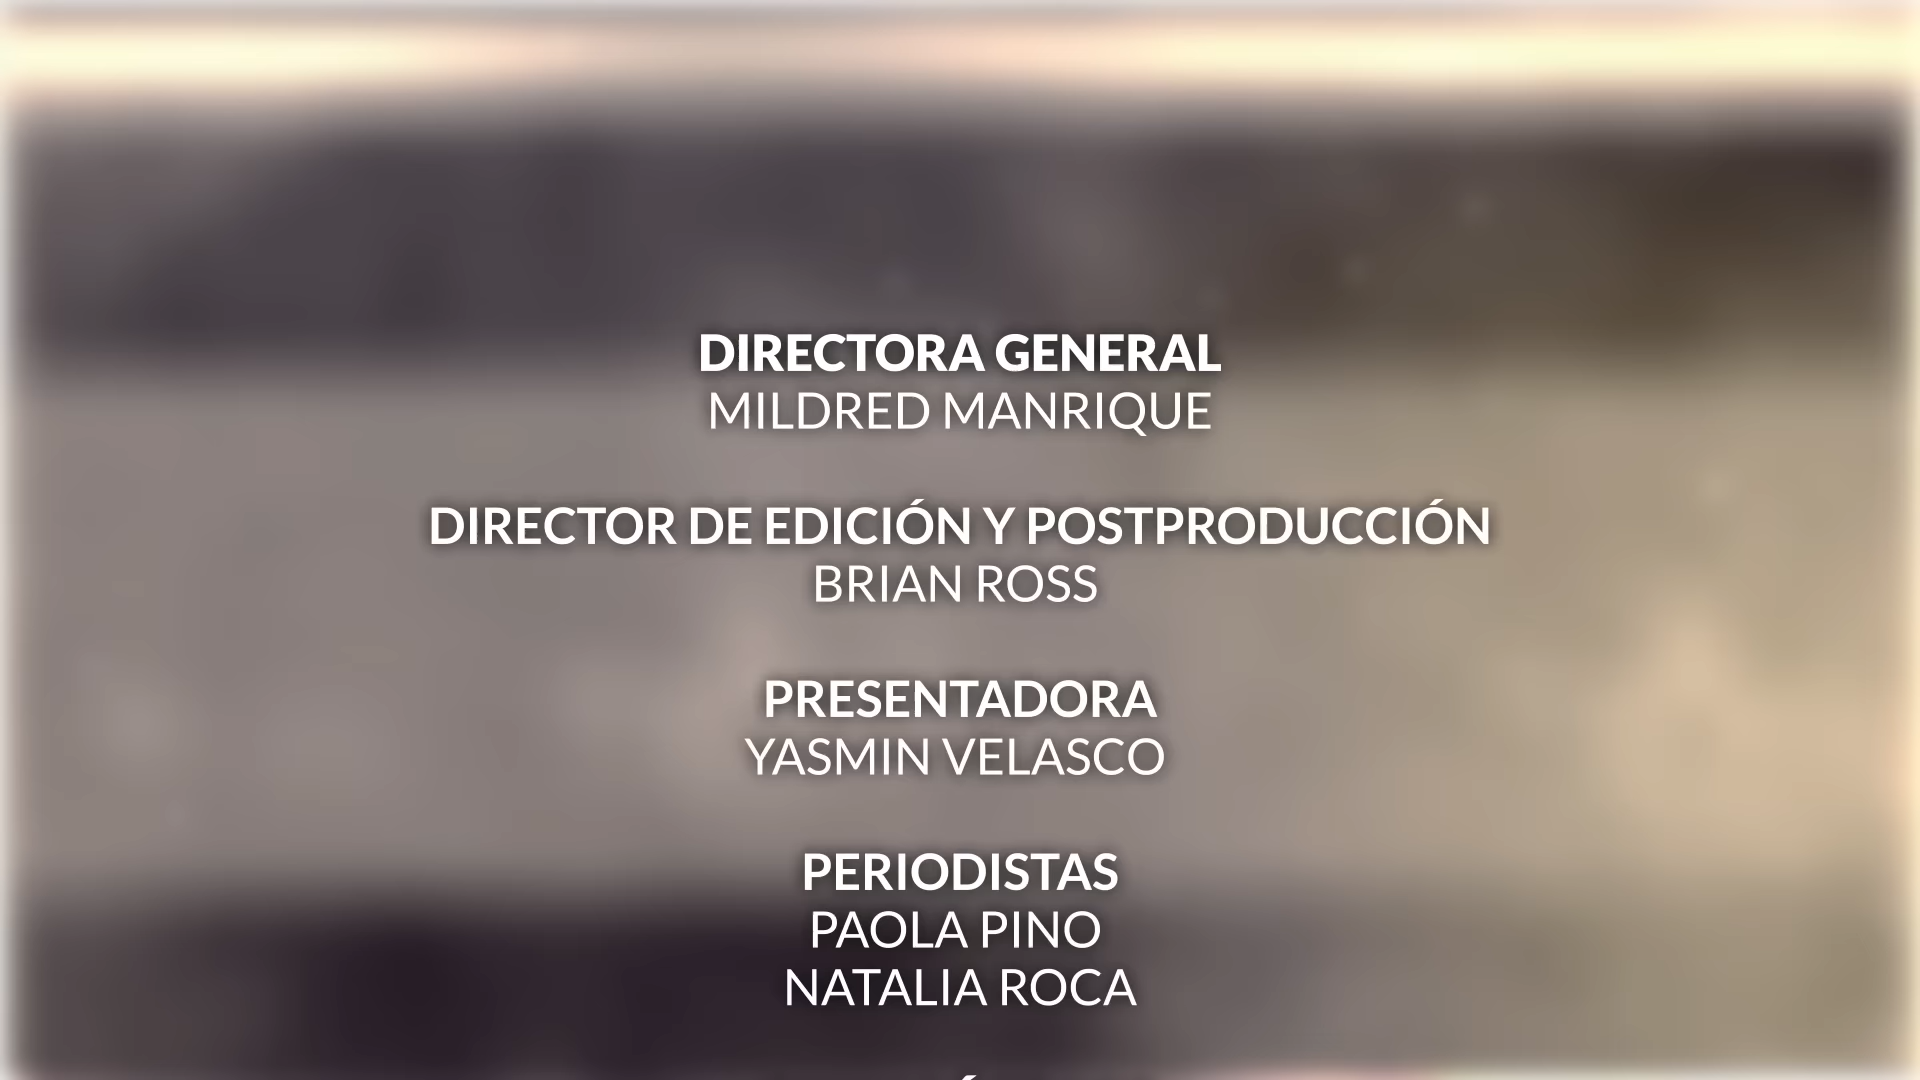 DIRECTORA GENERAL
MILDRED MANRIQUE
DIRECTOR DE EDICIÓN Y POSTPRODUCCIÓN
BRIAN ROSS
PRESENTADORA
YASMIN VELASCO
PERIODISTAS
PAOLA PINO
NATALIA ROCA